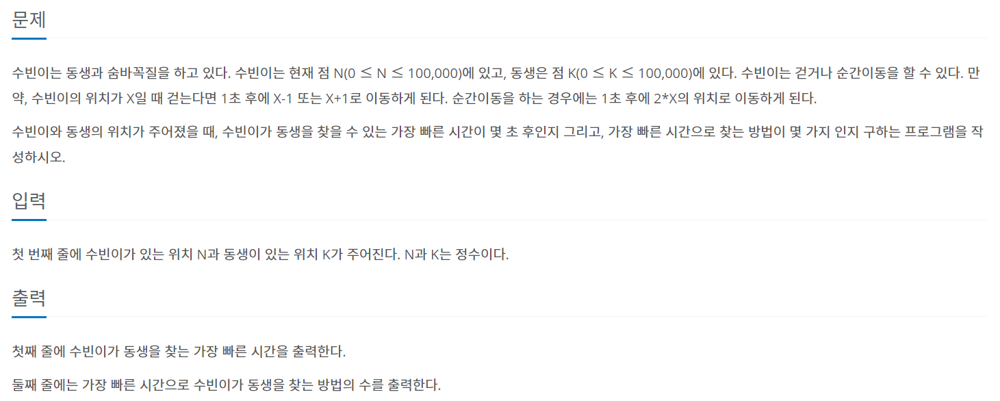 문제
수빈이는 동생과 숨바꼭질을 하고 있다. 수빈이는 현재 점 N(0 ≤ N ≤ 100,000)에 있고, 동생은 점 K(0 ≤ K ≤ 100,000)에 있다. 수빈이는 걷거나 순간이동을 할 수 있다. 만
약, 수빈이의 위치가 X일 때 걷는다면 1초 후에 X-1 또는 X+1로 이동하게 된다. 순간이동을 하는 경우에는 1초 후에 2*X의 위치로 이동하게 된다.
수빈이와 동생의 위치가 주어졌을 때, 수빈이가 동생을 찾을 수 있는 가장 빠른 시간이 몇 초 후인지 그리고, 가장 빠른 시간으로 찾는 방법이 몇 가지 인지 구하는 프로그램을 작
성하시오.
입력
첫 번째 줄에 수빈이가 있는 위치 N과 동생이 있는 위치 K가 주어진다. N과 K는 정수이다.
출력
첫째 줄에 수빈이가 동생을 찾는 가장 빠른 시간을 출력한다.
둘째 줄에는 가장 빠른 시간으로 수빈이가 동생을 찾는 방법의 수를 출력한다.